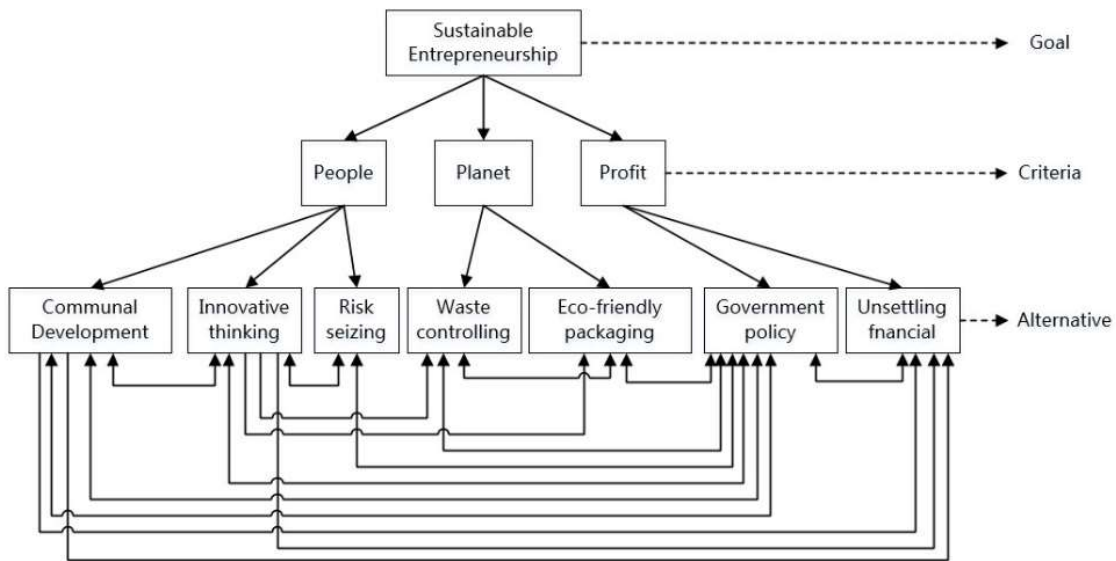 Sustainable
Entrepreneurship
Goal
People
Planet
Profit
Criteria
Communal
Development
Innovative
thinking
Risk
seizing
Waste
controlling
Eco-friendly
packaging
Government
policy
Unsettling
fnancial
Alternative